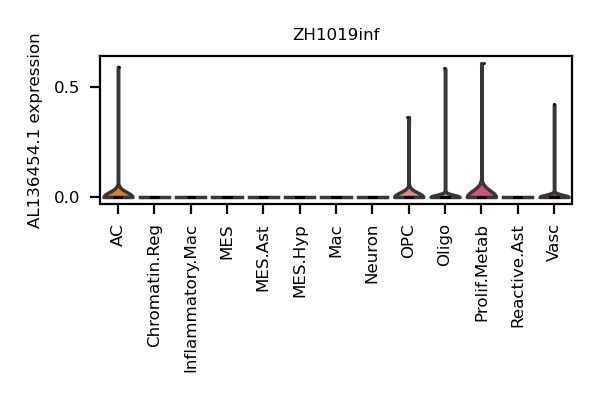 ZH1019inf
AL136454.1 expression
0.5
0.0
AC
Chromatin.Reg
Inflammatory.Mac
MES
MES.Ast
MES.Hyp
Mac
Neuron
OPC
Oligo
Prolif.Metab
Reactive.Ast
Vasc